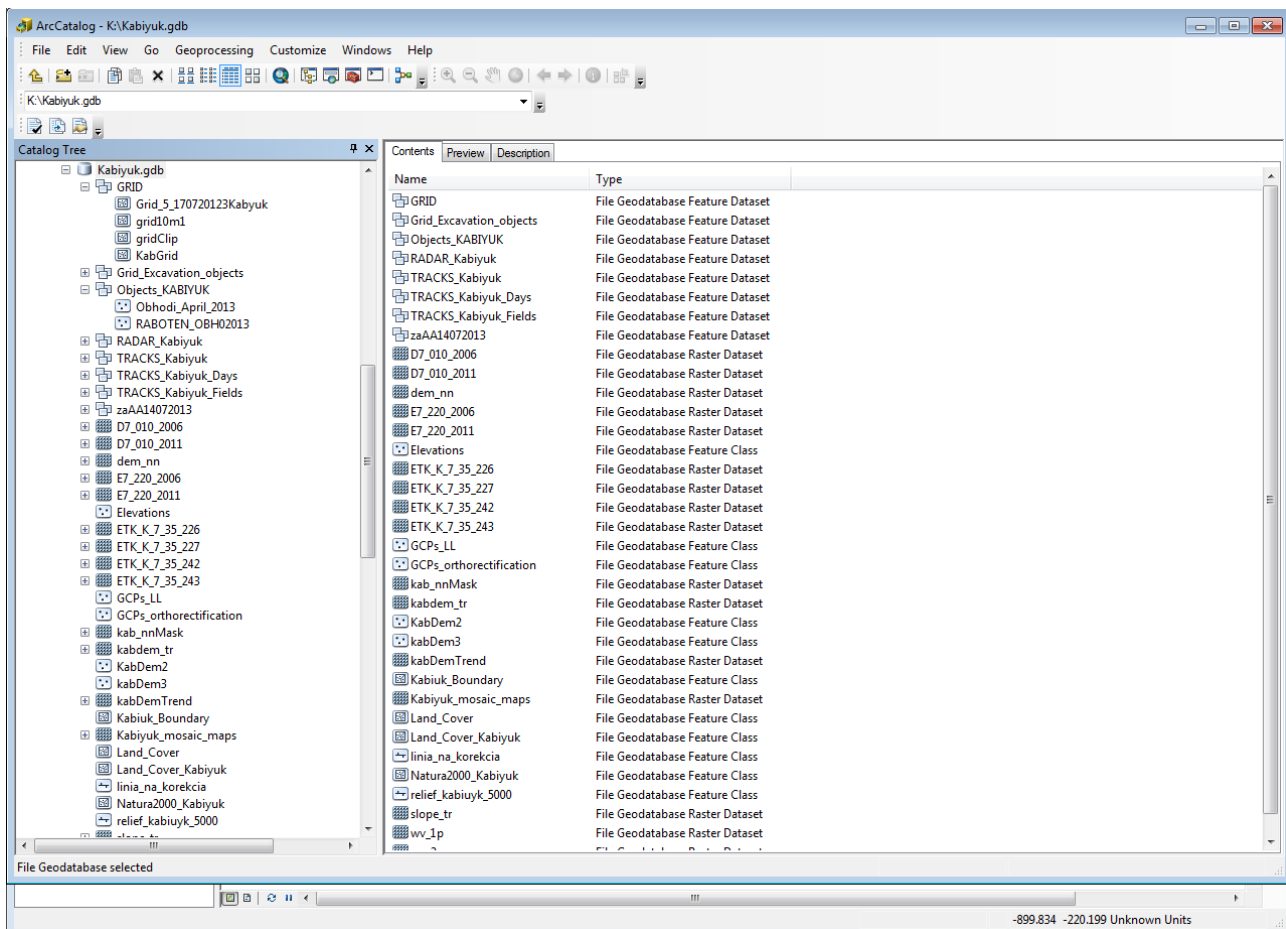 ArcCatalog - K:\Kabiyuk.gdb
File Edit View Go Geoprocessing Customize Windows Help
K:\Kabiyuk.gdb
Catalog Tree
Kabiyuk.gdb
GRID
Grid_5_170720123Kabyuk
grid10m1
gridClip
KabGrid
Grid_Excavation_objects
Objects_KABIYUK
Obhodi_April_2013
RABOTEN_OBH02013
RADAR_Kabiyuk
TRACKS_Kabiyuk
TRACKS_Kabiyuk_Days
TRACKS_Kabiyuk_Fields
zaAA14072013
D7_010_2006
D7_010_2011
dem_nn
E7_220_2006
E7_220_2011
Elevations
ETK_K_7_35_226
ETK_K_7_35_227
ETK_K_7_35_242
ETK_K_7_35_243
GCPs_LL
GCPs_orthorectification
kab_nnMask
kabdem_tr
KabDem2
kabDem3
kabDemTrend
Kabiuk_Boundary
Kabiyuk_mosaic_maps
Land_Cover
Land_Cover_Kabiyuk
linia_na_korekcia
Natura2000_Kabiyuk
relief_kabiuyk_5000
Contents Preview Description
Name Type
GRID File Geodatabase Feature Dataset
Grid_Excavation_objects File Geodatabase Feature Dataset
Objects_KABIYUK File Geodatabase Feature Dataset
RADAR_Kabiyuk File Geodatabase Feature Dataset
TRACKS_Kabiyuk File Geodatabase Feature Dataset
TRACKS_Kabiyuk_Days File Geodatabase Feature Dataset
TRACKS_Kabiyuk_Fields File Geodatabase Feature Dataset
zaAA14072013 File Geodatabase Feature Dataset
D7_010_2006 File Geodatabase Raster Dataset
D7_010_2011 File Geodatabase Raster Dataset
dem_nn File Geodatabase Raster Dataset
E7_220_2006 File Geodatabase Raster Dataset
E7_220_2011 File Geodatabase Raster Dataset
Elevations File Geodatabase Feature Class
ETK_K_7_35_226 File Geodatabase Raster Dataset
ETK_K_7_35_227 File Geodatabase Raster Dataset
ETK_K_7_35_242 File Geodatabase Raster Dataset
ETK_K_7_35_243 File Geodatabase Raster Dataset
GCPs_LL File Geodatabase Feature Class
GCPs_orthorectification File Geodatabase Feature Class
kab_nnMask File Geodatabase Raster Dataset
kabdem_tr File Geodatabase Raster Dataset
KabDem2 File Geodatabase Feature Class
kabDem3 File Geodatabase Feature Class
kabDemTrend File Geodatabase Raster Dataset
Kabiuk_Boundary File Geodatabase Feature Class
Kabiyuk_mosaic_maps File Geodatabase Raster Dataset
Land_Cover File Geodatabase Feature Class
Land_Cover_Kabiyuk File Geodatabase Feature Class
linia_na_korekcia File Geodatabase Feature Class
Natura2000_Kabiyuk File Geodatabase Feature Class
relief_kabiuyk_5000 File Geodatabase Feature Class
slope_tr File Geodatabase Raster Dataset
wv_1p File Geodatabase Raster Dataset
File Geodatabase selected
-899.834 -220.199 Unknown Units